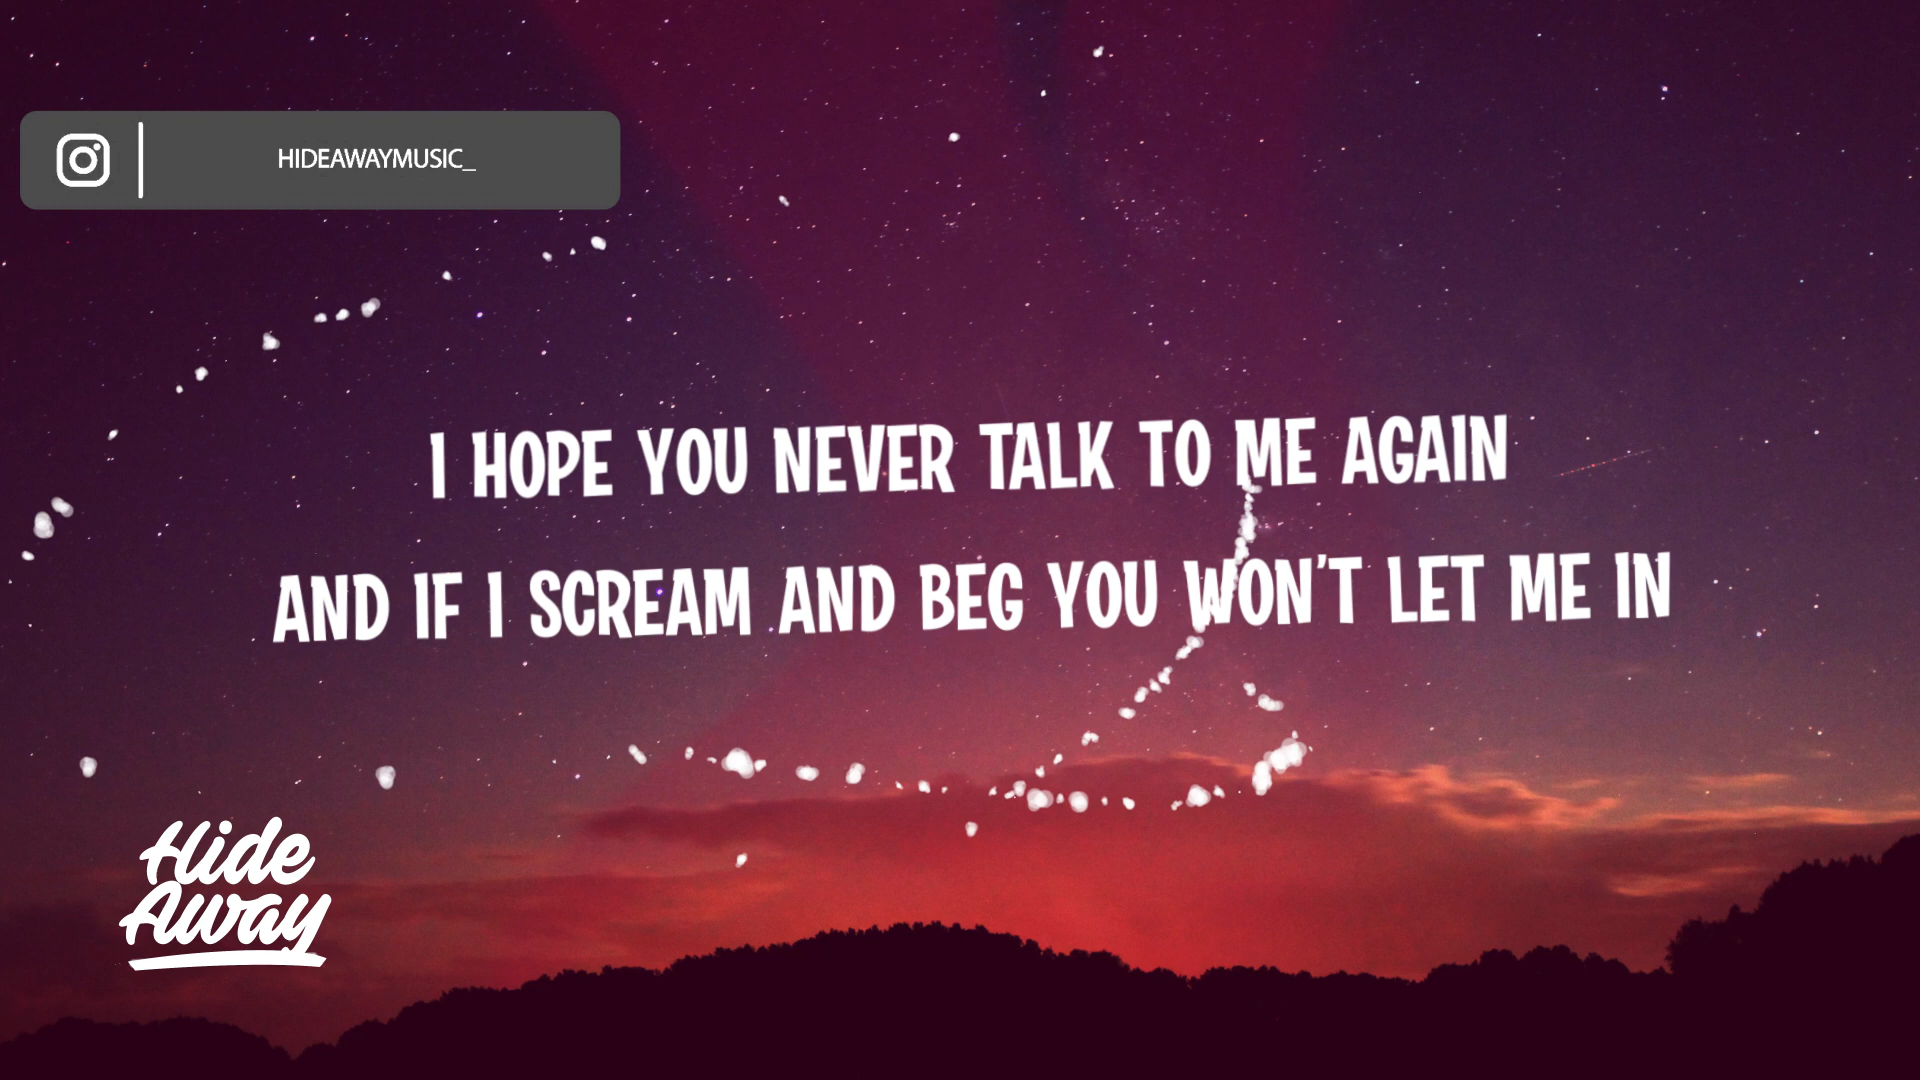 HIDEAWAYMUSIC_
I HOPE YOU NEVER TALK TO ME AGAIN
AND IF I SCREAM AND BEG YOU WON'T LET ME IN
Hide
Away